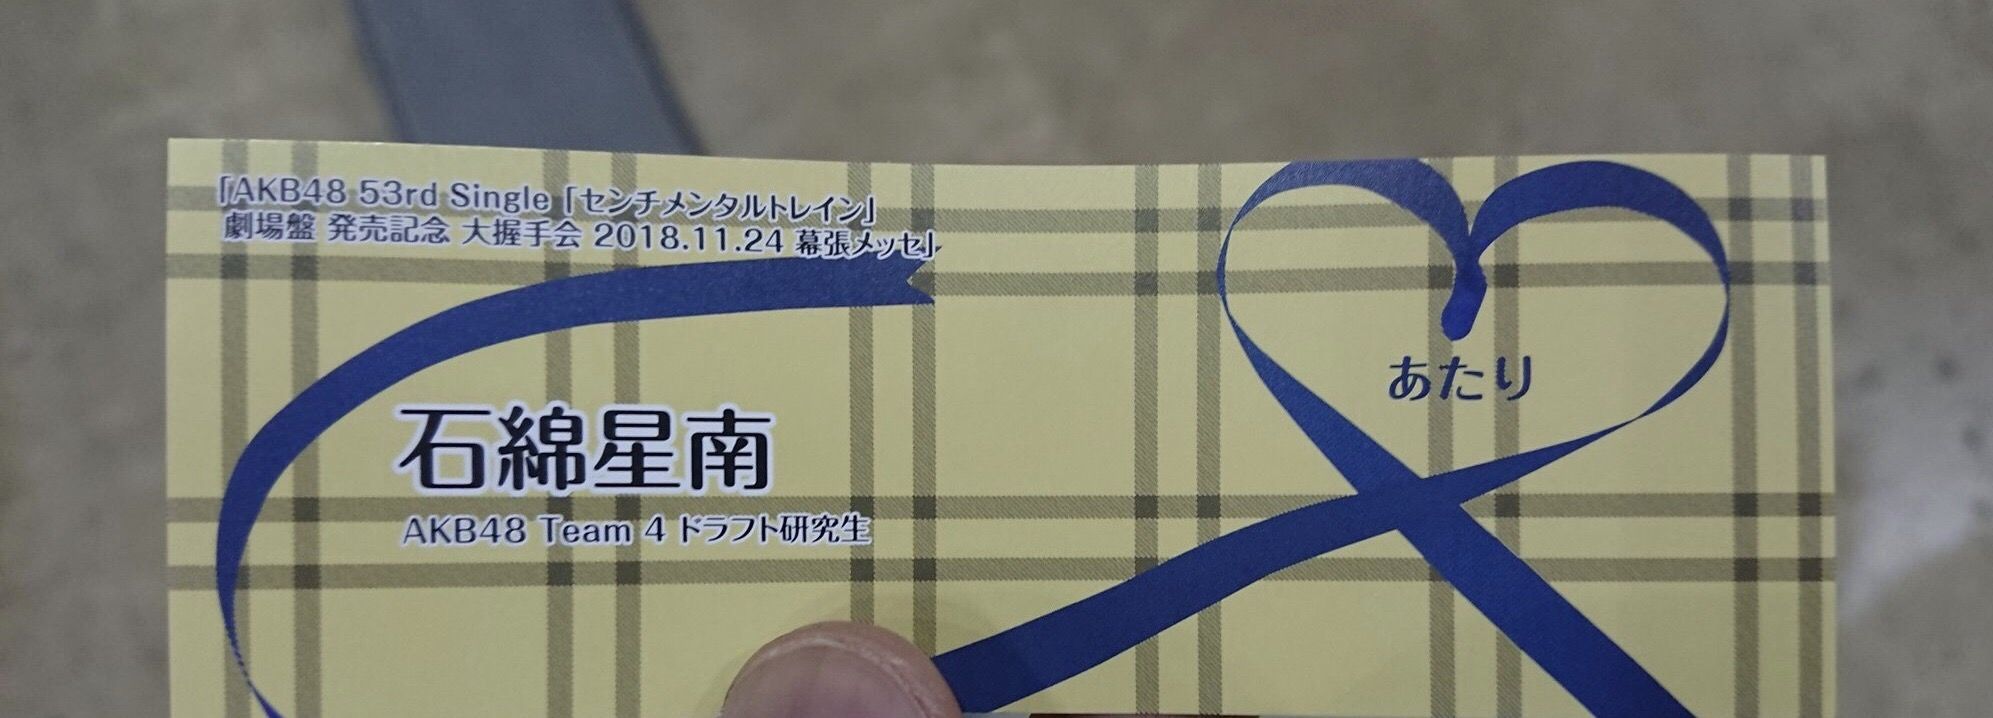 「AKB48 53rd Single「センチメンタルトレイン」
劇場盤 発売記念 大握手会 2018.11.24 幕張メッセ」
あたり
石綿星南
AKB48 Team 4 ドラフト研究生